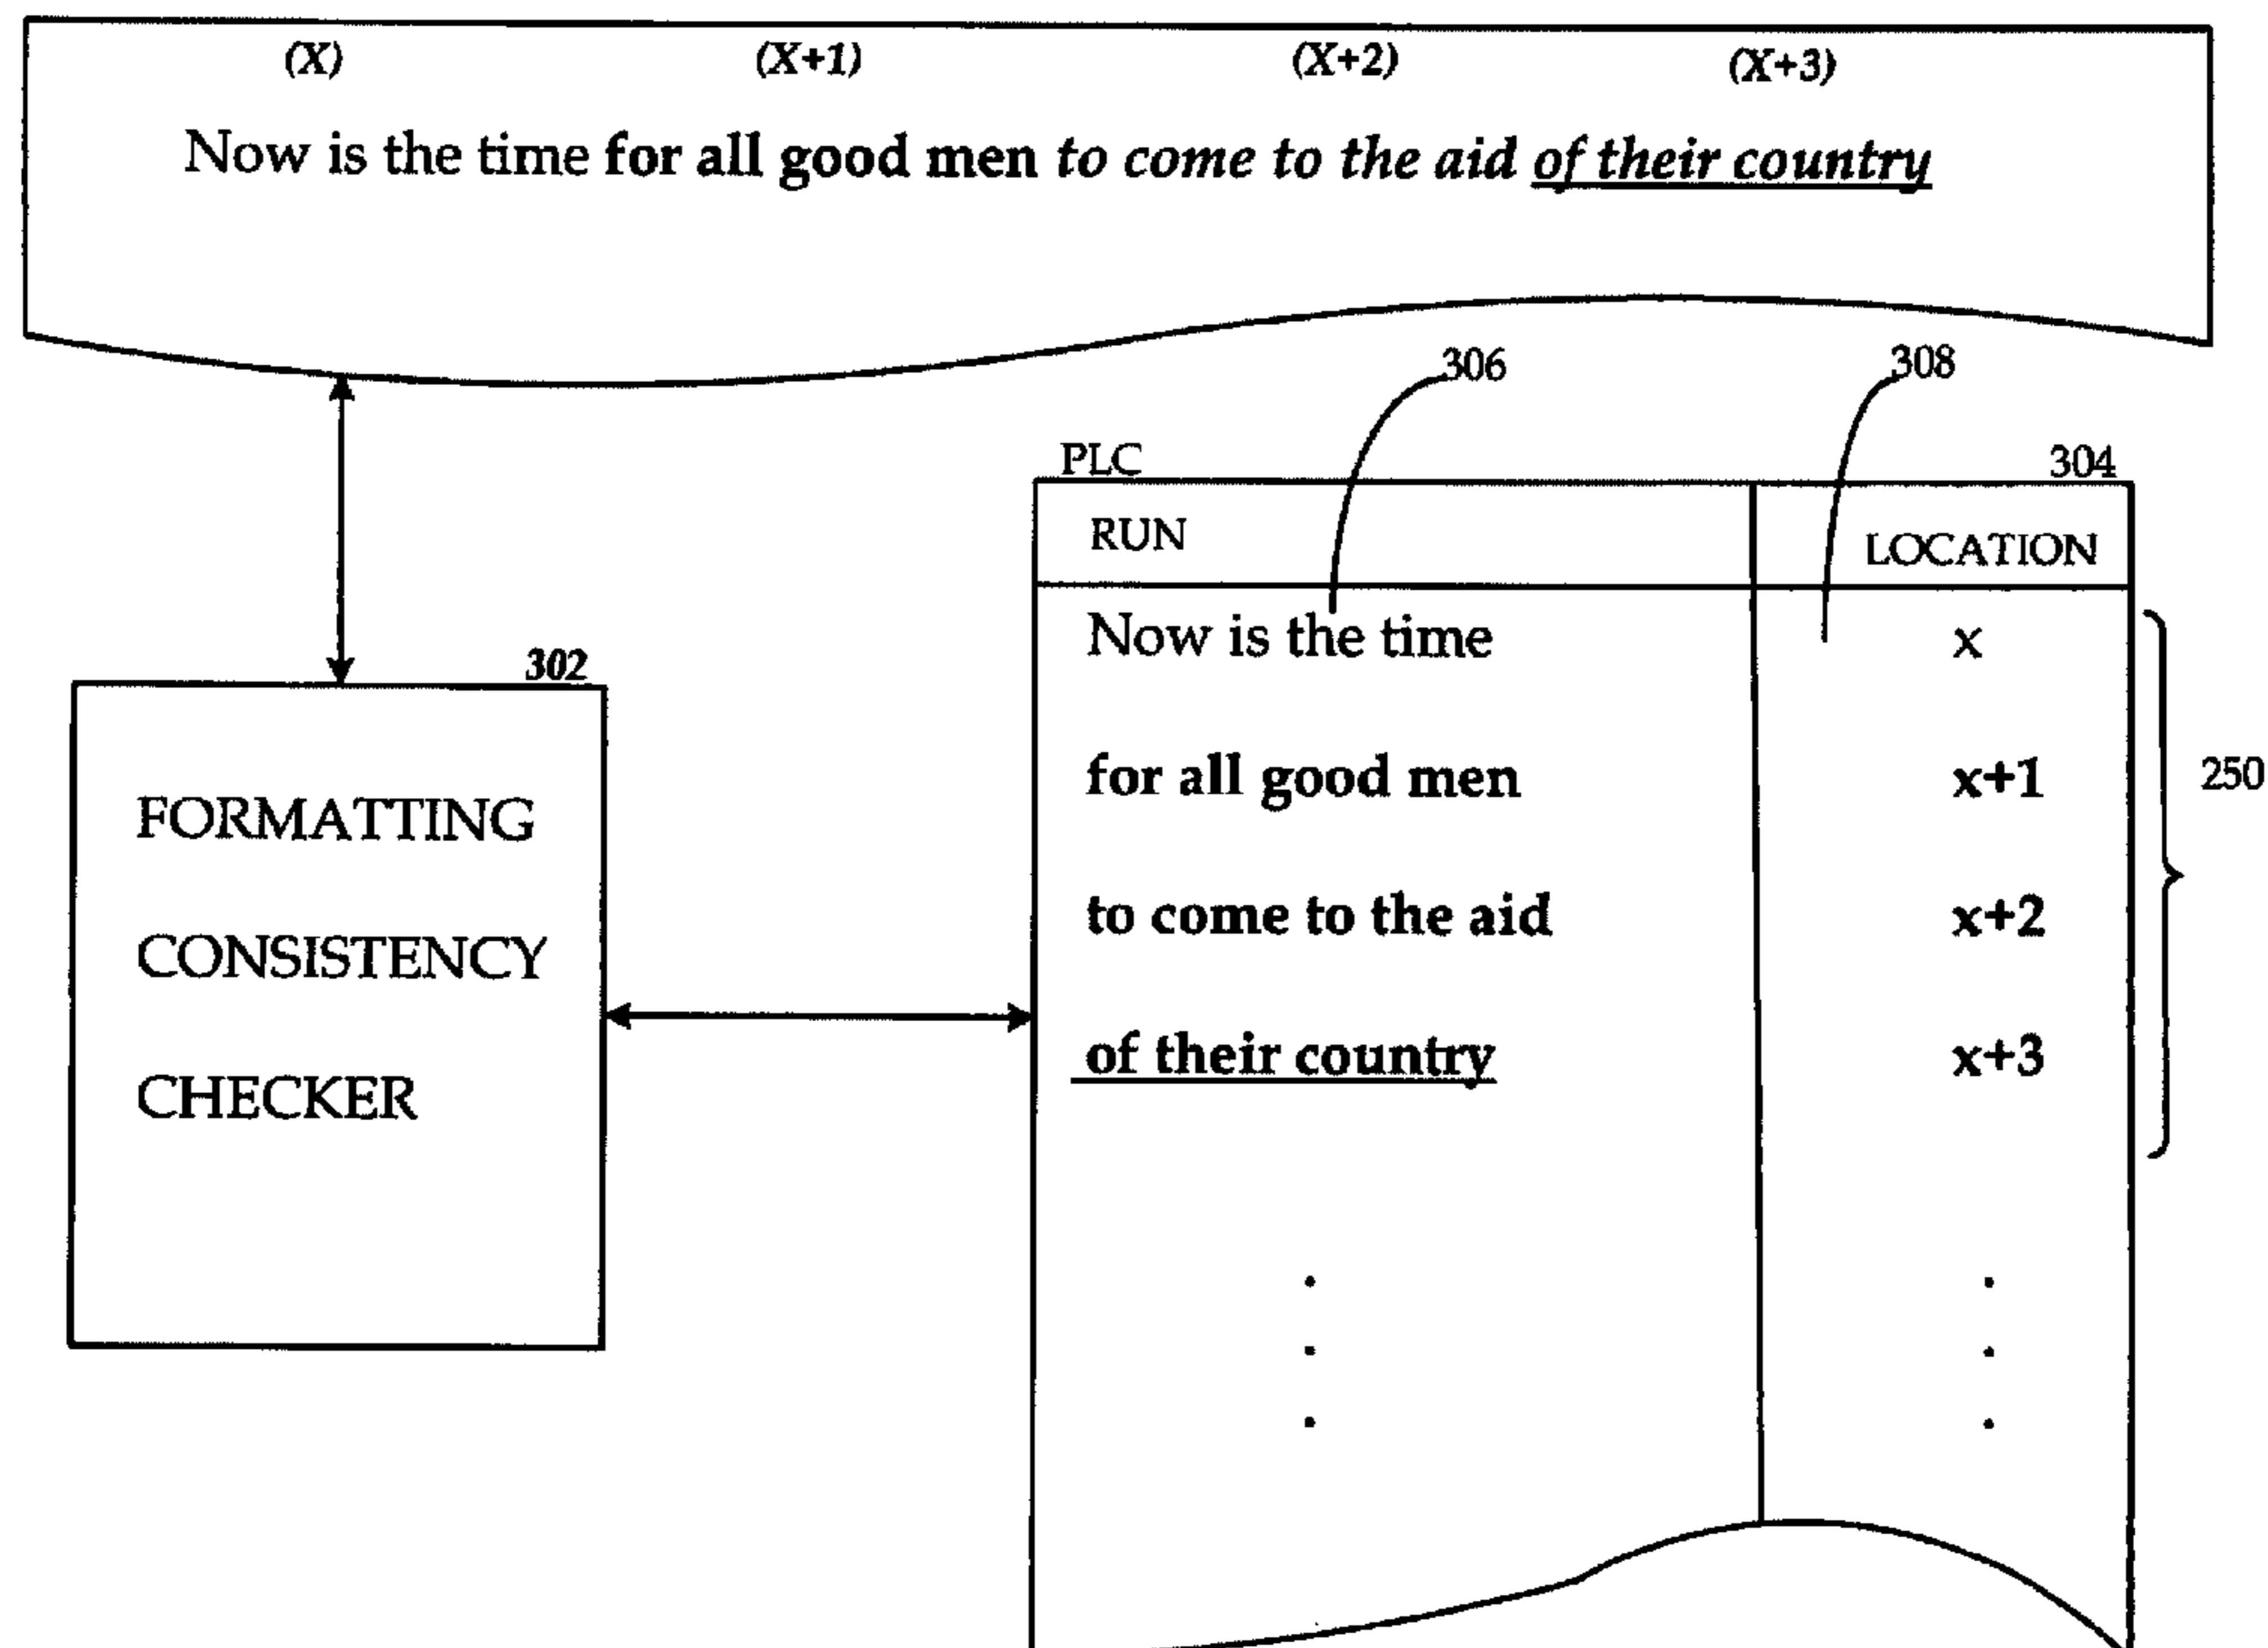 (X) (X+1) (X+2) (X+3)
Now is the time for all good men to come to the aid of their country
306 308
PLC 304
RUN LOCATION
Now is the time x
for all good men x+1
to come to the aid x+2
of their country x+3
250
302
FORMATTING
CONSISTENCY
CHECKER